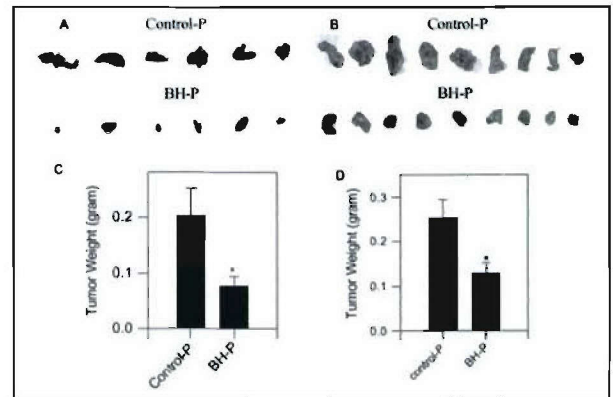 A
Control-P
BH-P
B
Control-P
BH-P
C
Tumor Weight (gram)
0.2
0.1
0.0
Control-P
BH-P
*
D
Tumor Weight (gram)
0.3
0.2
0.1
0.0
control-P
BH-P
*